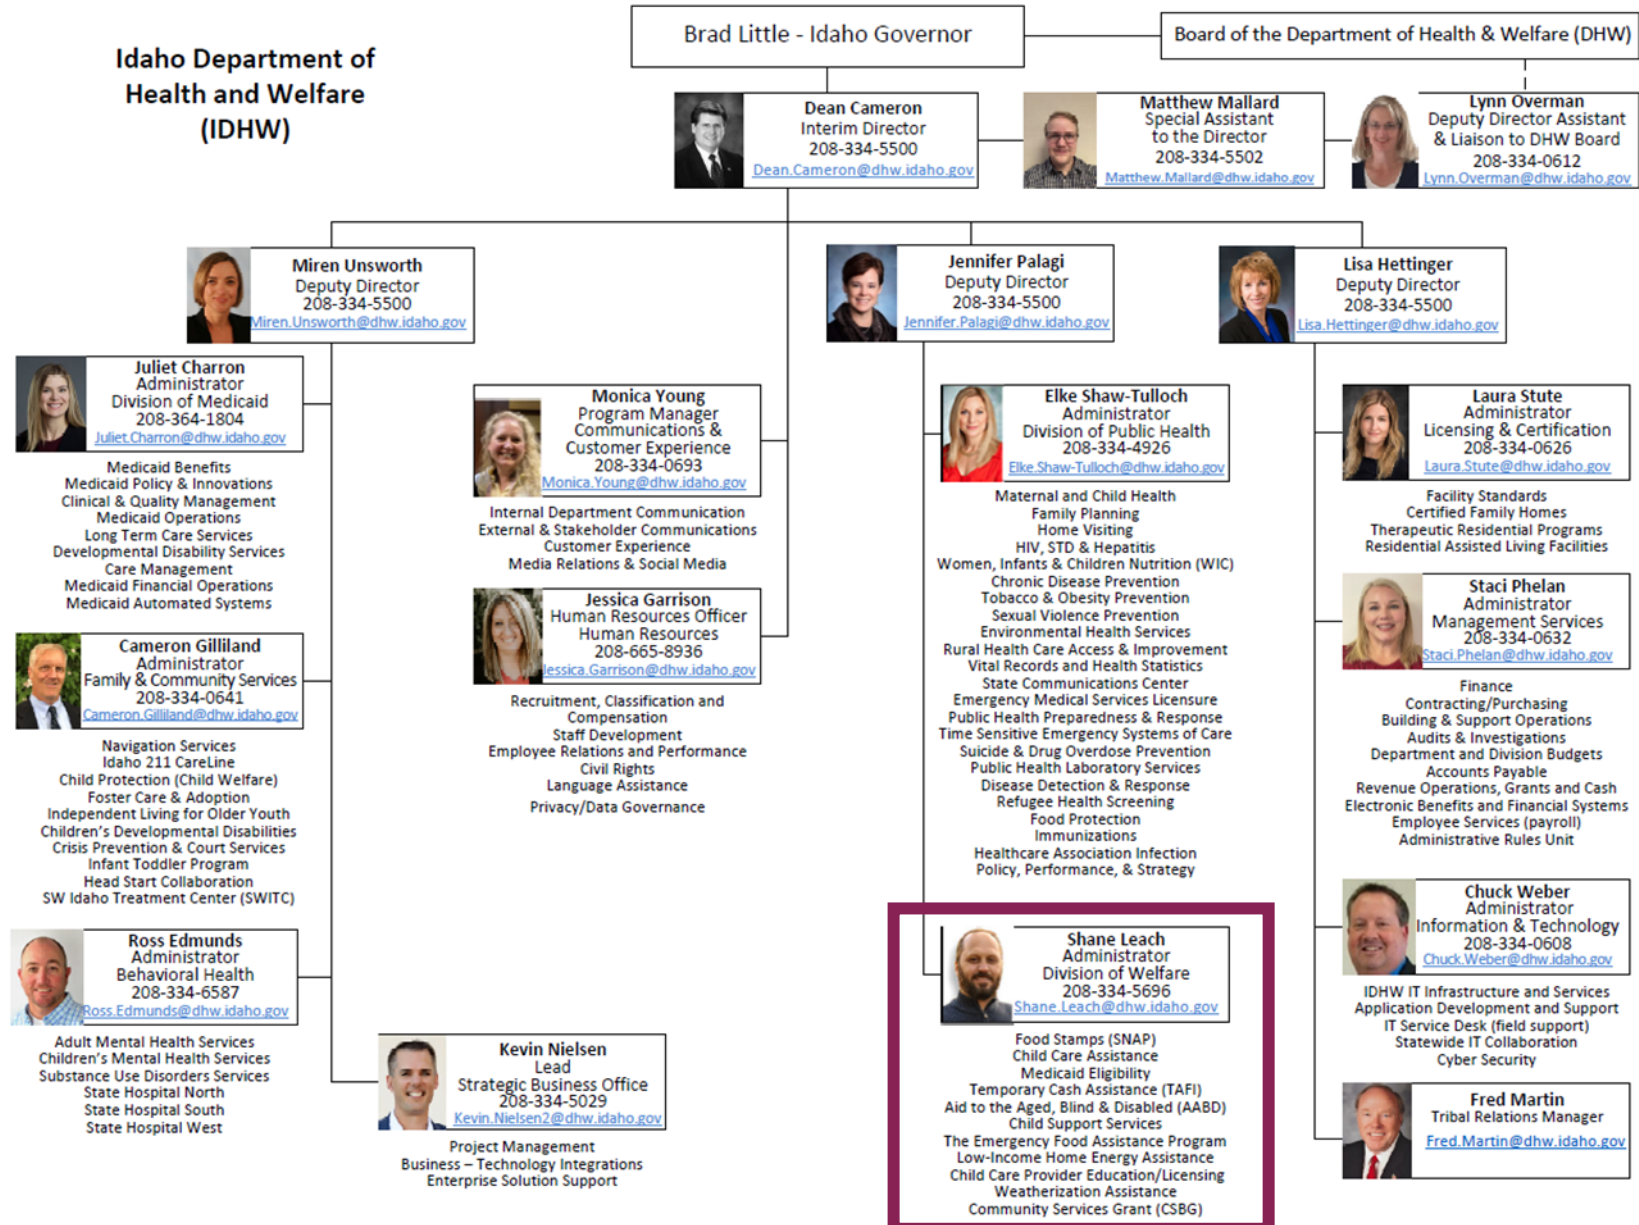 Idaho Department of
Health and Welfare
(IDHW)
Brad Little - Idaho Governor
Board of the Department of Health & Welfare (DHW)
Dean Cameron
Interim Director
208-334-5500
Dean.Cameron@dhw.idaho.gov
Matthew Mallard
Special Assistant
to the Director
208-334-5502
Matthew.Mallard@dhw.idaho.gov
Lynn Overman
Deputy Director Assistant
& Liaison to DHW Board
208-334-0612
Lynn.Overman@dhw.idaho.gov
Miren Unsworth
Deputy Director
208-334-5500
Miren.Unsworth@dhw.idaho.gov
Jennifer Palagi
Deputy Director
208-334-5500
Jennifer.Palagi@dhw.idaho.gov
Lisa Hettinger
Deputy Director
208-334-5500
Lisa.Hettinger@dhw.idaho.gov
Juliet Charron
Administrator
Division of Medicaid
208-364-1804
Juliet.Charron@dhw.idaho.gov
Medicaid Benefits
Medicaid Policy & Innovations
Clinical & Quality Management
Medicaid Operations
Long Term Care Services
Developmental Disability Services
Care Management
Medicaid Financial Operations
Medicaid Automated Systems
Cameron Gilliland
Administrator
Family & Community Services
208-334-0641
Cameron.Gilliland@dhw.idaho.gov
Navigation Services
Idaho 211 CareLine
Child Protection (Child Welfare)
Foster Care & Adoption
Independent Living for Older Youth
Children's Developmental Disabilities
Crisis Prevention & Court Services
Infant Toddler Program
Head Start Collaboration
SW Idaho Treatment Center (SWITC)
Ross Edmunds
Administrator
Behavioral Health
208-334-6587
Ross.Edmunds@dhw.idaho.gov
Adult Mental Health Services
Children's Mental Health Services
Substance Use Disorders Services
State Hospital North
State Hospital South
State Hospital West
Monica Young
Program Manager
Communications &
Customer Experience
208-334-0693
Monica.Young@dhw.idaho.gov
Internal Department Communication
External & Stakeholder Communications
Customer Experience
Media Relations & Social Media
Jessica Garrison
Human Resources Officer
Human Resources
208-665-8936
Jessica.Garrison@dhw.idaho.gov
Recruitment, Classification and
Compensation
Staff Development
Employee Relations and Performance
Civil Rights
Language Assistance
Privacy/Data Governance
Kevin Nielsen
Lead
Strategic Business Office
208-334-5029
Kevin.Nielsen2@dhw.idaho.gov
Project Management
Business – Technology Integrations
Enterprise Solution Support
Elke Shaw-Tulloch
Administrator
Division of Public Health
208-334-4926
Elke.Shaw-Tulloch@dhw.idaho.gov
Maternal and Child Health
Family Planning
Home Visiting
HIV, STD & Hepatitis
Women, Infants & Children Nutrition (WIC)
Chronic Disease Prevention
Tobacco & Obesity Prevention
Sexual Violence Prevention
Environmental Health Services
Rural Health Care Access & Improvement
Vital Records and Health Statistics
State Communications Center
Emergency Medical Services Licensure
Public Health Preparedness & Response
Time Sensitive Emergency Systems of Care
Suicide & Drug Overdose Prevention
Public Health Laboratory Services
Disease Detection & Response
Refugee Health Screening
Food Protection
Immunizations
Healthcare Association Infection
Policy, Performance, & Strategy
Shane Leach
Administrator
Division of Welfare
208-334-5696
Shane.Leach@dhw.idaho.gov
Food Stamps (SNAP)
Child Care Assistance
Medicaid Eligibility
Temporary Cash Assistance (TAFI)
Aid to the Aged, Blind & Disabled (AABD)
Child Support Services
The Emergency Food Assistance Program
Low-Income Home Energy Assistance
Child Care Provider Education/Licensing
Weatherization Assistance
Community Services Grant (CSBG)
Laura Stute
Administrator
Licensing & Certification
208-334-0626
Laura.Stute@dhw.idaho.gov
Facility Standards
Certified Family Homes
Therapeutic Residential Programs
Residential Assisted Living Facilities
Staci Phelan
Administrator
Management Services
208-334-0632
Staci.Phelan@dhw.idaho.gov
Finance
Contracting/Purchasing
Building & Support Operations
Audits & Investigations
Department and Division Budgets
Accounts Payable
Revenue Operations, Grants and Cash
Electronic Benefits and Financial Systems
Employee Services (payroll)
Administrative Rules Unit
Chuck Weber
Administrator
Information & Technology
208-334-0608
Chuck.Weber@dhw.idaho.gov
IDHW IT Infrastructure and Services
Application Development and Support
IT Service Desk (field support)
Statewide IT Collaboration
Cyber Security
Fred Martin
Tribal Relations Manager
Fred.Martin@dhw.idaho.gov